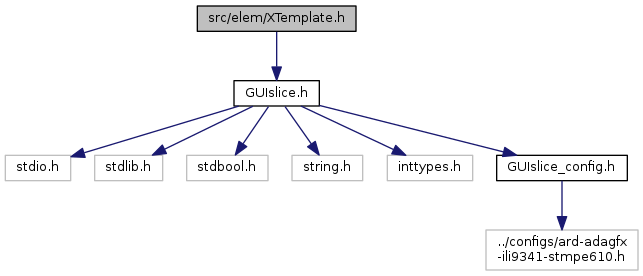 src/elem/XTemplate.h
GUIslice.h
stdio.h
stdlib.h
stdbool.h
string.h
inttypes.h
GUIslice_config.h
../configs/ard-adagfx
-ili9341-stmpe610.h